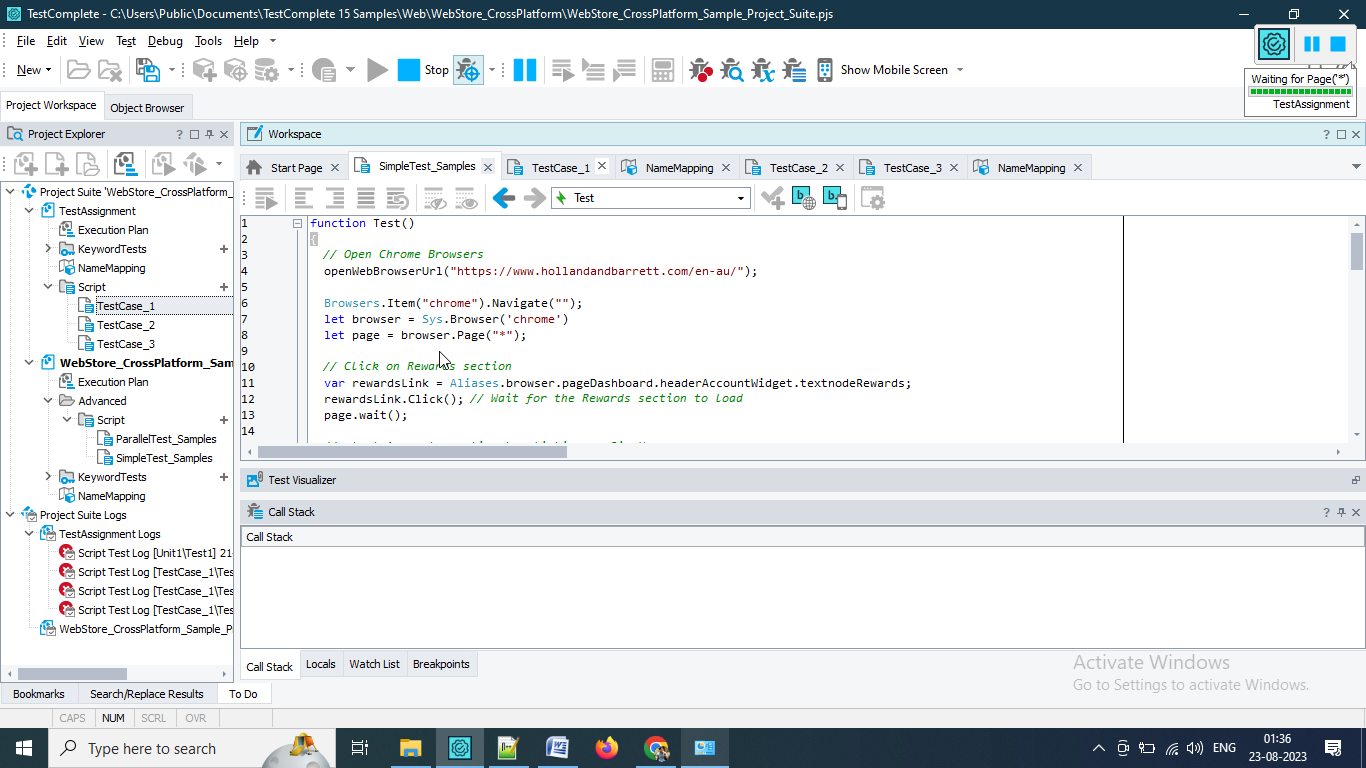 TestComplete - C:\Users\Public\Documents\TestComplete 15 Samples\Web\WebStore_CrossPlatform\WebStore_CrossPlatform_Sample_Project_Suite.pjs
File Edit View Test Debug Tools Help
New Stop Show Mobile Screen
Waiting for Page('*')
TestAssignment
Project Workspace Object Browser
Project Explorer
Workspace
Start Page SimpleTest_Samples TestCase_1 NameMapping TestCase_2 TestCase_3 NameMapping
Test
Project Suite 'WebStore_CrossPlatform_
TestAssignment
Execution Plan
KeywordTests
NameMapping
Script
TestCase_1
TestCase_2
TestCase_3
WebStore_CrossPlatform_Sam
Execution Plan
Advanced
Script
ParallelTest_Samples
SimpleTest_Samples
KeywordTests
NameMapping
Project Suite Logs
TestAssignment Logs
Script Test Log [Unit1\Test1] 21-
Script Test Log [TestCase_1\Tes
Script Test Log [TestCase_1\Tes
Script Test Log [TestCase_1\Tes
WebStore_CrossPlatform_Sample_P
1 function Test()
2 {
3 // Open Chrome Browsers
4 openWebBrowserUrl("https://www.hollandandbarrett.com/en-au/");
5
6 Browsers.Item("chrome").Navigate("");
7 let browser = Sys.Browser('chrome')
8 let page = browser.Page("*");
9
10 // Click on Rewards section
11 var rewardsLink = Aliases.browser.pageDashboard.headerAccountWidget.textnodeRewards;
12 rewardsLink.Click(); // Wait for the Rewards section to load
13 page.wait();
14
Test Visualizer
Call Stack
Call Stack
Call Stack Locals Watch List Breakpoints
Activate Windows
Go to Settings to activate Windows.
Bookmarks Search/Replace Results To Do
CAPS NUM SCRL OVR
Type here to search
ENG
01:36
23-08-2023